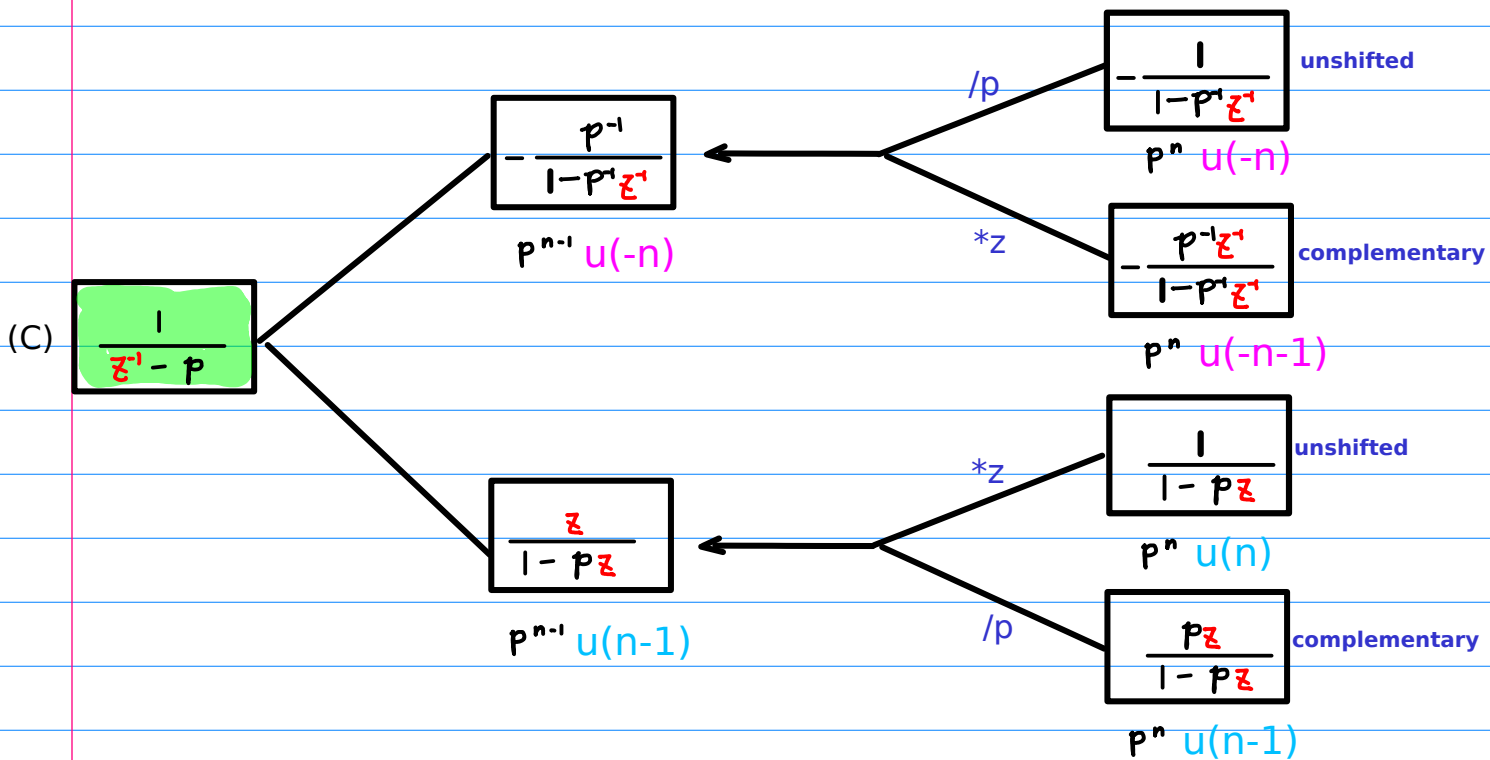 (C)
1
z⁻¹ − p
− p⁻¹
1 − p⁻¹z⁻¹
pⁿ⁻¹ u(-n)
z
1 − pz
pⁿ⁻¹ u(n-1)
/p
*z
− 1
1 − p⁻¹z⁻¹
unshifted
pⁿ u(-n)
− p⁻¹z⁻¹
1 − p⁻¹z⁻¹
complementary
pⁿ u(-n-1)
*z
/p
1
1 − pz
unshifted
pⁿ u(n)
pz
1 − pz
complementary
pⁿ u(n-1)